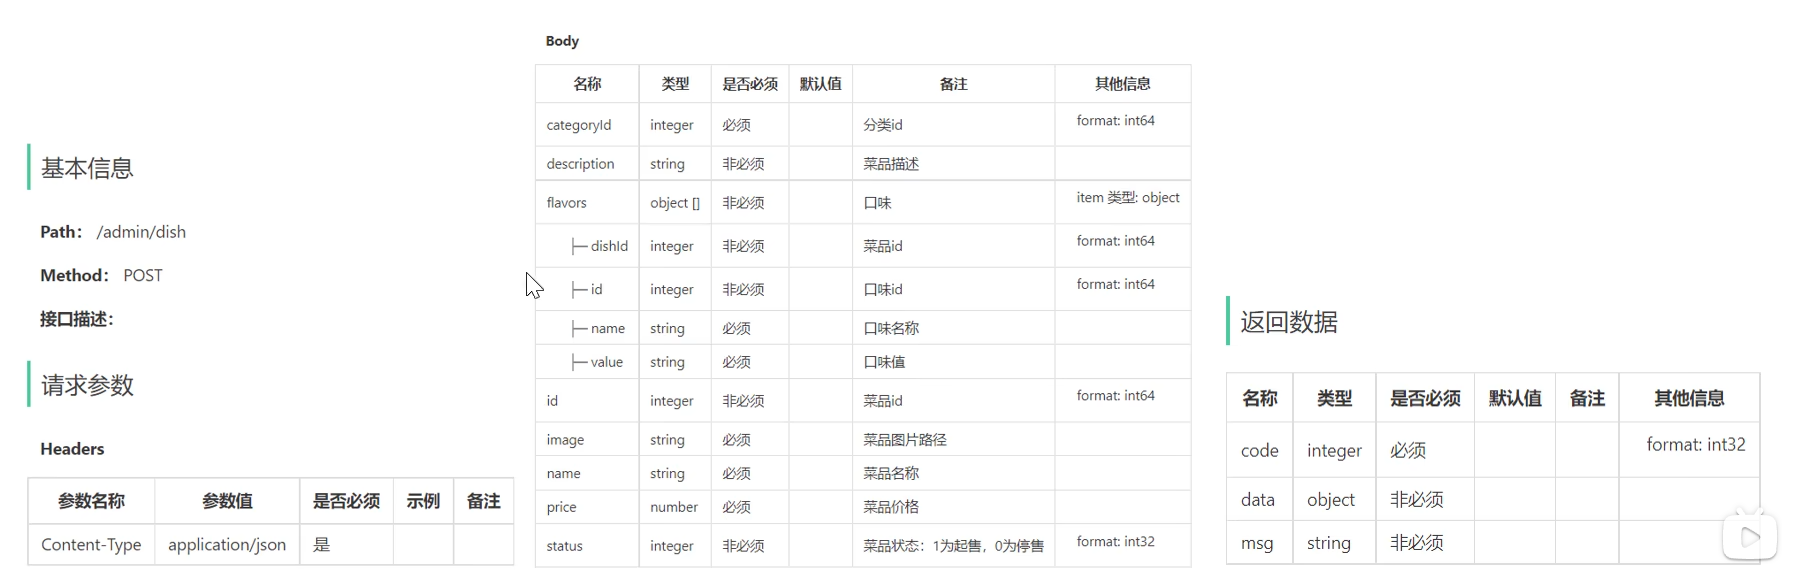 基本信息
Path： /admin/dish
Method： POST
接口描述：
请求参数
Headers
参数名称 参数值 是否必须 示例 备注
Content-Type application/json 是
Body
名称 类型 是否必须 默认值 备注 其他信息
categoryId integer 必须 分类id format: int64
description string 非必须 菜品描述
flavors object [] 非必须 口味 item 类型: object
├─ dishId integer 非必须 菜品id format: int64
├─ id integer 非必须 口味id format: int64
├─ name string 必须 口味名称
├─ value string 必须 口味值
id integer 非必须 菜品id format: int64
image string 必须 菜品图片路径
name string 必须 菜品名称
price number 必须 菜品价格
status integer 非必须 菜品状态：1为起售，0为停售 format: int32
返回数据
名称 类型 是否必须 默认值 备注 其他信息
code integer 必须 format: int32
data object 非必须
msg string 非必须